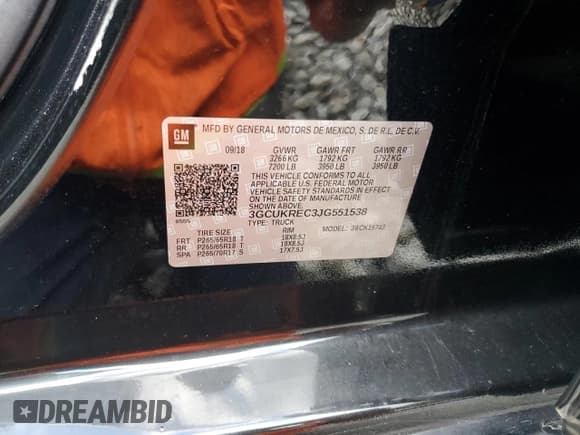 GM MFD BY GENERAL MOTORS DE MEXICO, S. DE R.L. DE C.V.
09/18 GVWR GAWR FRT GAWR RR
3266 KG 1792 KG 1792 KG
7200 LB 3950 LB 3950 LB
THIS VEHICLE CONFORMS TO ALL
APPLICABLE U.S. FEDERAL MOTOR
VEHICLE SAFETY STANDARDS IN EFFECT
ON THE DATE OF MANUFACTURE SHOWN
ABOVE.
3GCUKREC3JG551538
TYPE: TRUCK
TIRE SIZE RIM MODEL:
FRT P265/65R18 T 18X8.5J
RR P265/65R18 T 18X8.5J
SPA P265/70R17 S 17X7.5J
DREAMBID